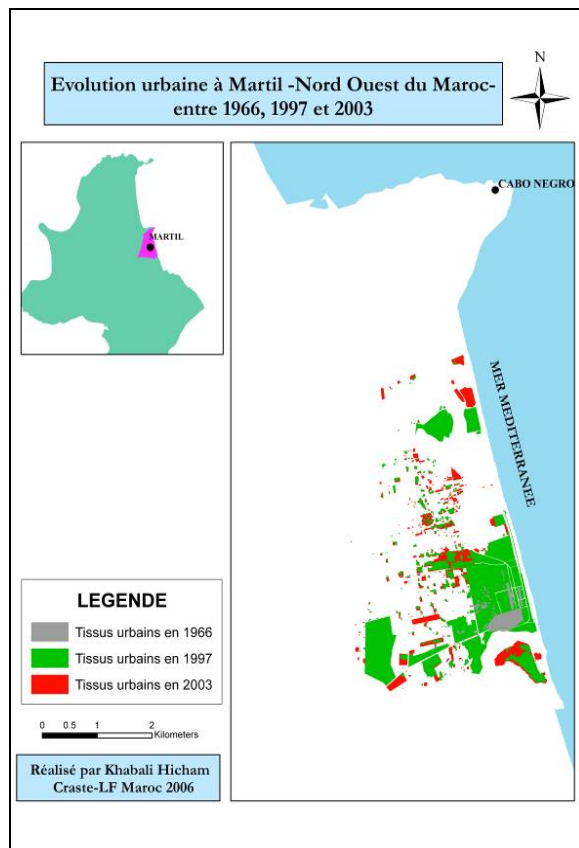 Evolution urbaine à Martil -Nord Ouest du Maroc-
entre 1966, 1997 et 2003
N
MARTIL
CABO NEGRO
MER MEDITERRANEE
LEGENDE
Tissus urbains en 1966
Tissus urbains en 1997
Tissus urbains en 2003
0 0.5 1 2
Kilometers
Réalisé par Khabali Hicham
Craste-LF Maroc 2006